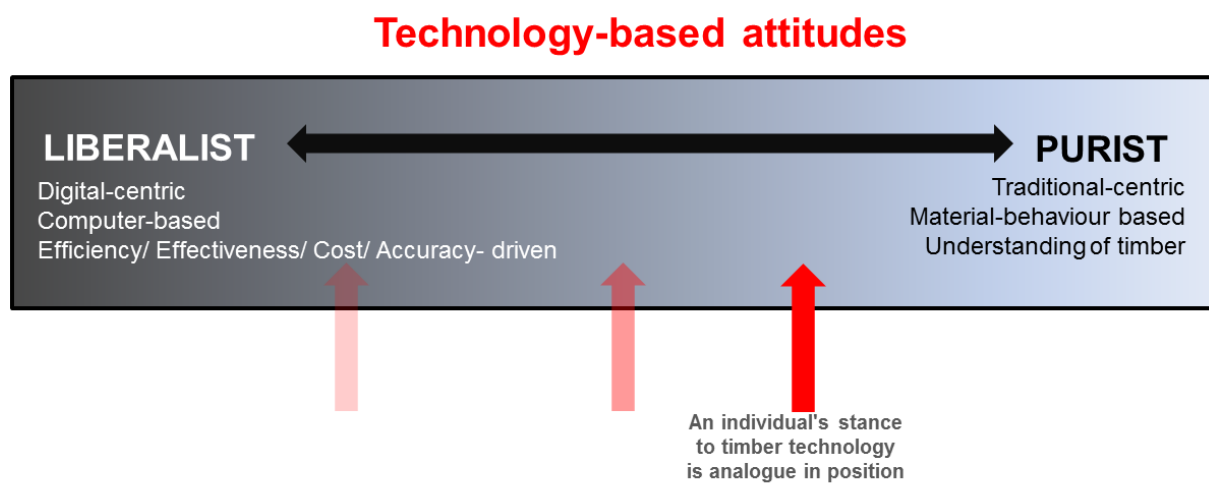 Technology-based attitudes
LIBERALIST
Digital-centric
Computer-based
Efficiency/ Effectiveness/ Cost/ Accuracy- driven
PURIST
Traditional-centric
Material-behaviour based
Understanding of timber
An individual's stance
to timber technology
is analogue in position